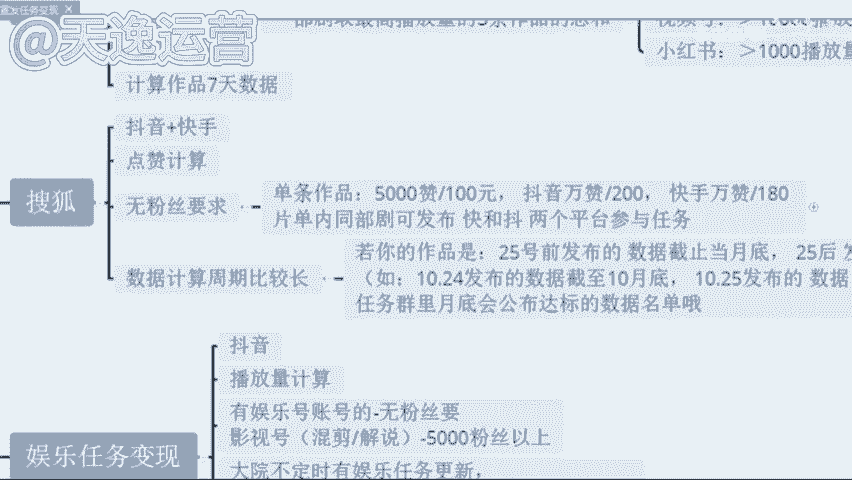 @天逸运营
部剧取最高播放量的3条作品的总和
小红书：＞1000播放量
计算作品7天数据
抖音+快手
点赞计算
搜狐
无粉丝要求
单条作品：5000赞/100元， 抖音万赞/200， 快手万赞/180
片单内同部剧可发布 快和抖 两个平台参与任务
若你的作品是：25号前发布的 数据截止当月底， 25后
数据计算周期比较长
（如：10.24发布的数据截至10月底， 10.25发布的 数据
任务群里月底会公布达标的数据名单哦
抖音
播放量计算
有娱乐号账号的-无粉丝要
影视号（混剪/解说）-5000粉丝以上
娱乐任务变现
大院不定时有娱乐任务更新，